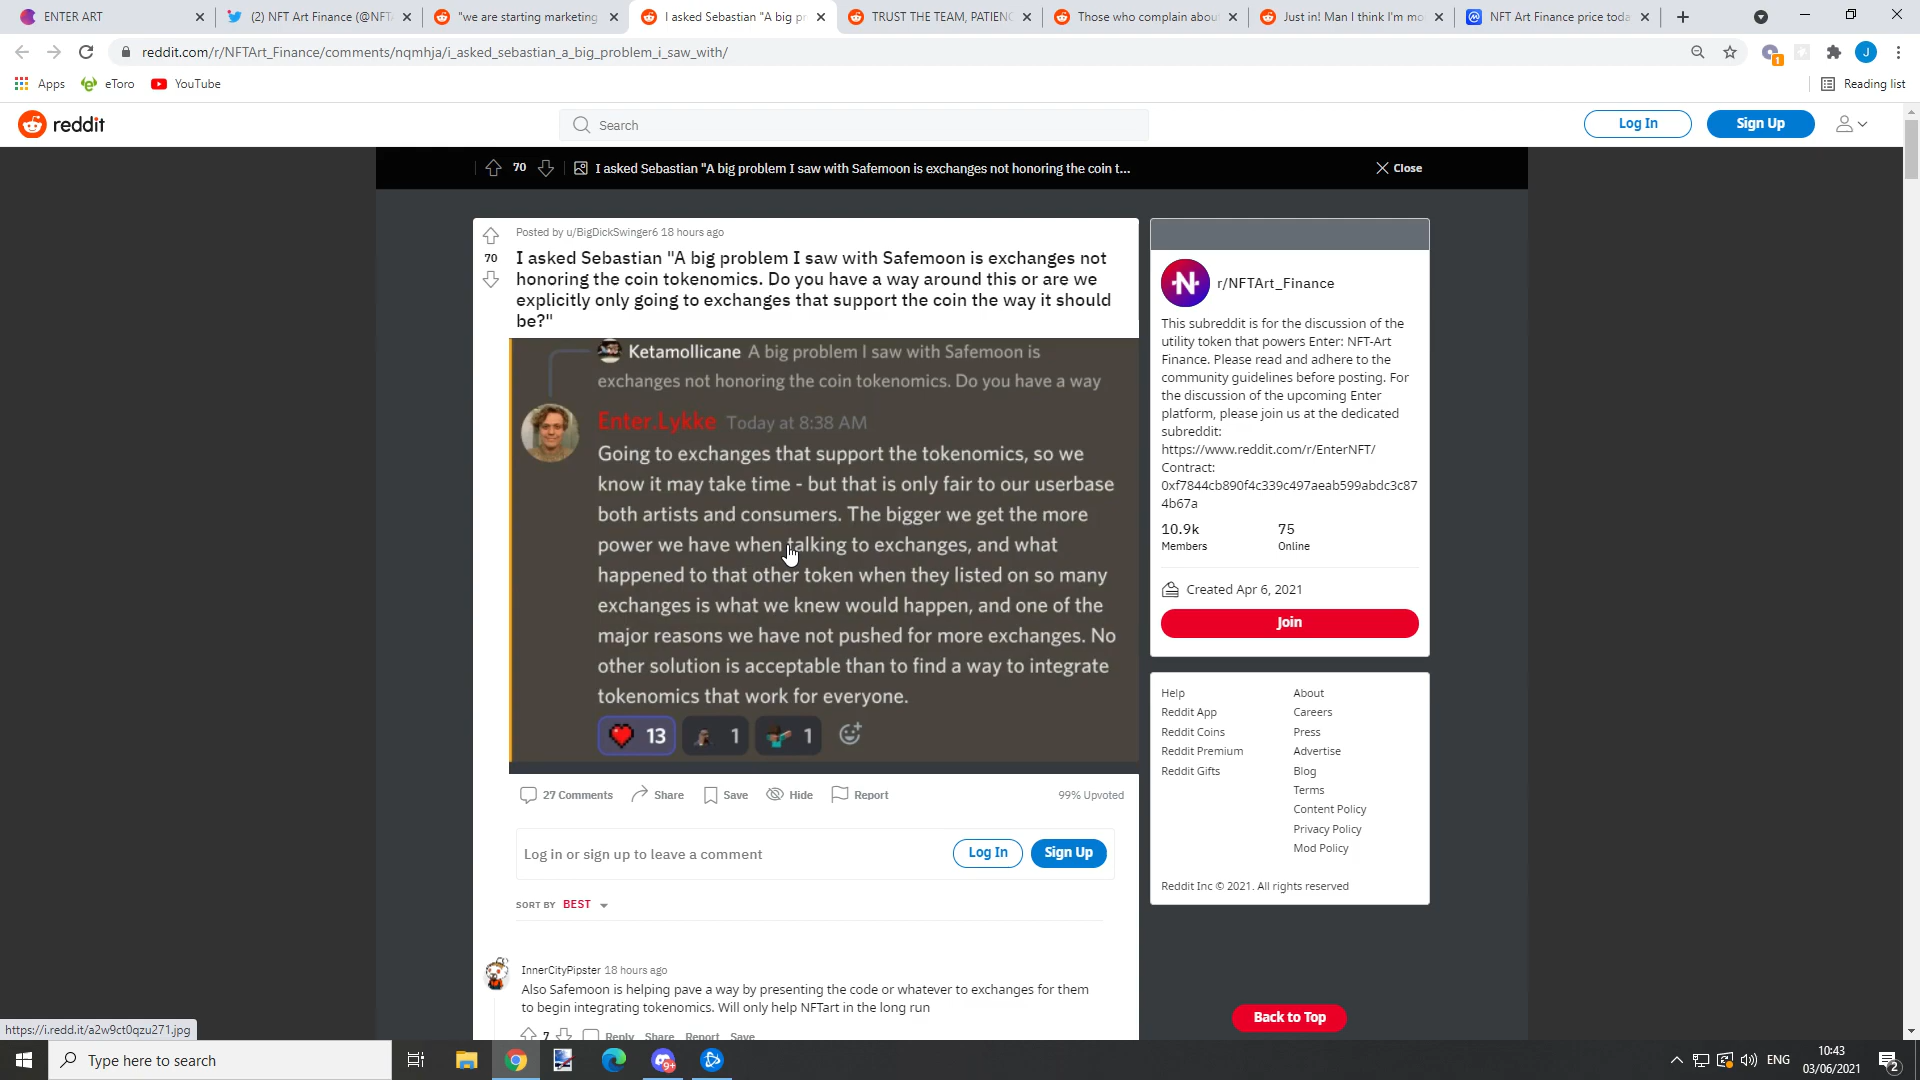 ENTER ART
(2) NFT Art Finance (@NFT
"we are starting marketing
I asked Sebastian "A big pr
TRUST THE TEAM, PATIENC
Those who complain abou
Just in! Man I think I'm mo
NFT Art Finance price toda
reddit.com/r/NFTArt_Finance/comments/nqmhja/i_asked_sebastian_a_big_problem_i_saw_with/
1
J
Apps
eToro
YouTube
Reading list
reddit
Search
Log In
Sign Up
70
I asked Sebastian "A big problem I saw with Safemoon is exchanges not honoring the coin t...
Close
Posted by u/BigDickSwinger6 18 hours ago
70
I asked Sebastian "A big problem I saw with Safemoon is exchanges not
honoring the coin tokenomics. Do you have a way around this or are we
explicitly only going to exchanges that support the coin the way it should
be?"
Ketamollicane A big problem I saw with Safemoon is
exchanges not honoring the coin tokenomics. Do you have a way
Enter.Lykke Today at 8:38 AM
Going to exchanges that support the tokenomics, so we
know it may take time - but that is only fair to our userbase
both artists and consumers. The bigger we get the more
power we have when talking to exchanges, and what
happened to that other token when they listed on so many
exchanges is what we knew would happen, and one of the
major reasons we have not pushed for more exchanges. No
other solution is acceptable than to find a way to integrate
tokenomics that work for everyone.
13
1
1
27 Comments
Share
Save
Hide
Report
99% Upvoted
Log in or sign up to leave a comment
Log In
Sign Up
SORT BY BEST
InnerCityPipster 18 hours ago
Also Safemoon is helping pave a way by presenting the code or whatever to exchanges for them
to begin integrating tokenomics. Will only help NFTart in the long run
7
Reply
Share
Report
Save
r/NFTArt_Finance
This subreddit is for the discussion of the
utility token that powers Enter: NFT-Art
Finance. Please read and adhere to the
community guidelines before posting. For
the discussion of the upcoming Enter
platform, please join us at the dedicated
subreddit:
https://www.reddit.com/r/EnterNFT/
Contract:
0xf7844cb890f4c339c497aeab599abdc3c87
4b67a
10.9k
75
Members
Online
Created Apr 6, 2021
Join
Help
About
Reddit App
Careers
Reddit Coins
Press
Reddit Premium
Advertise
Reddit Gifts
Blog
Terms
Content Policy
Privacy Policy
Mod Policy
Reddit Inc © 2021. All rights reserved
Back to Top
https://i.redd.it/a2w9ct0qzu271.jpg
Type here to search
9+
ENG
10:43
03/06/2021
2